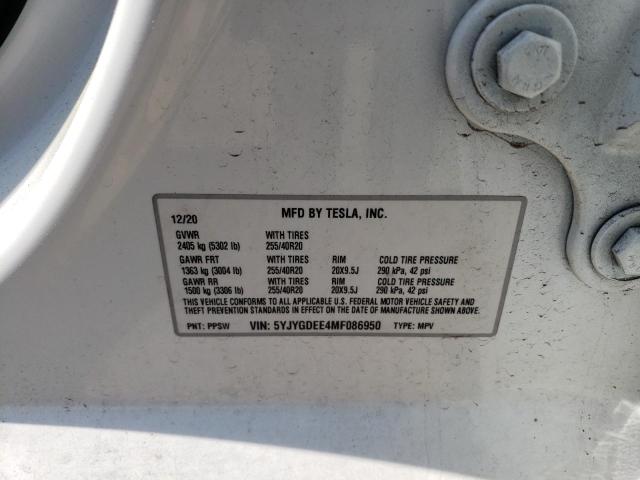 12/20 MFD BY TESLA, INC.
GVWR WITH TIRES
2405 kg (5302 lb) 255/40R20
GAWR FRT WITH TIRES RIM COLD TIRE PRESSURE
1363 kg (3004 lb) 255/40R20 20X9.5J 290 kPa, 42 psi
GAWR RR WITH TIRES RIM COLD TIRE PRESSURE
1500 kg (3306 lb) 255/40R20 20X9.5J 290 kPa, 42 psi
THIS VEHICLE CONFORMS TO ALL APPLICABLE U.S. FEDERAL MOTOR VEHICLE SAFETY AND
THEFT PREVENTION STANDARDS IN EFFECT ON THE DATE OF MANUFACTURE SHOWN ABOVE.
PNT: PPSW VIN: 5YJYGDEE4MF086950 TYPE: MPV